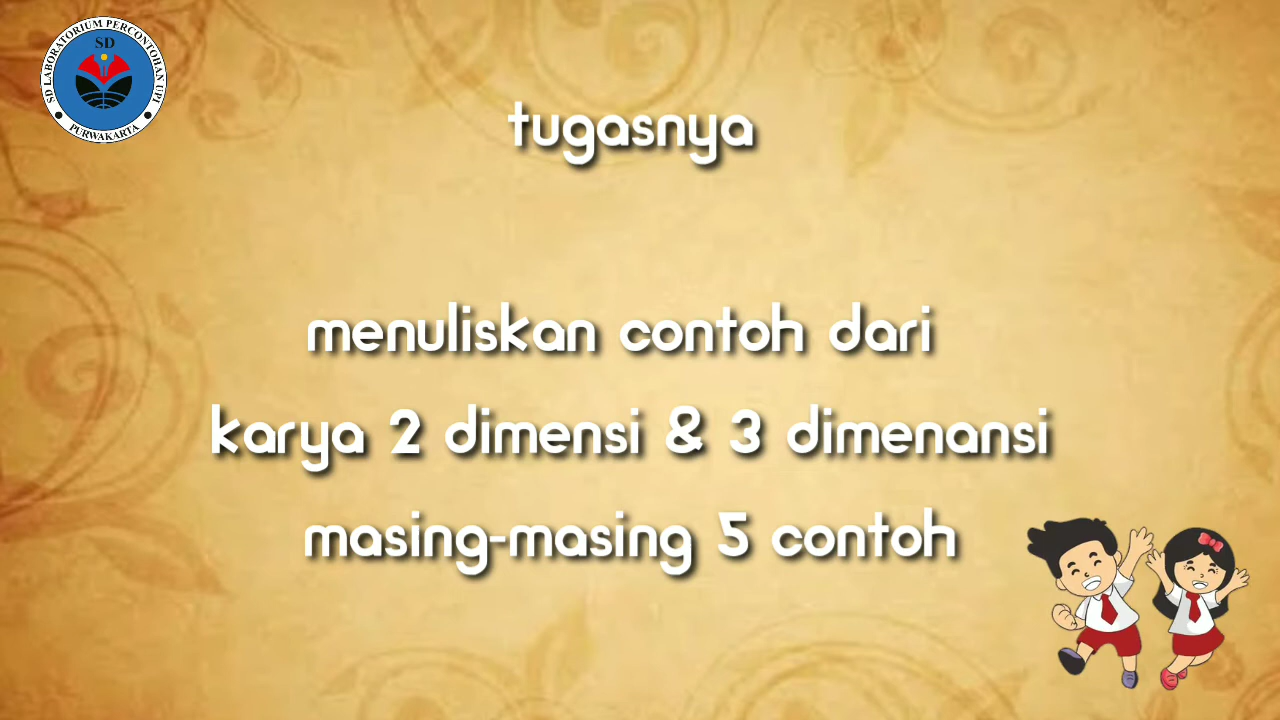 SD LABORATORIUM PERCONTOHAN UPI
SD
PURWAKARTA
tugasnya
menuliskan contoh dari
karya 2 dimensi & 3 dimenansi
masing-masing 5 contoh